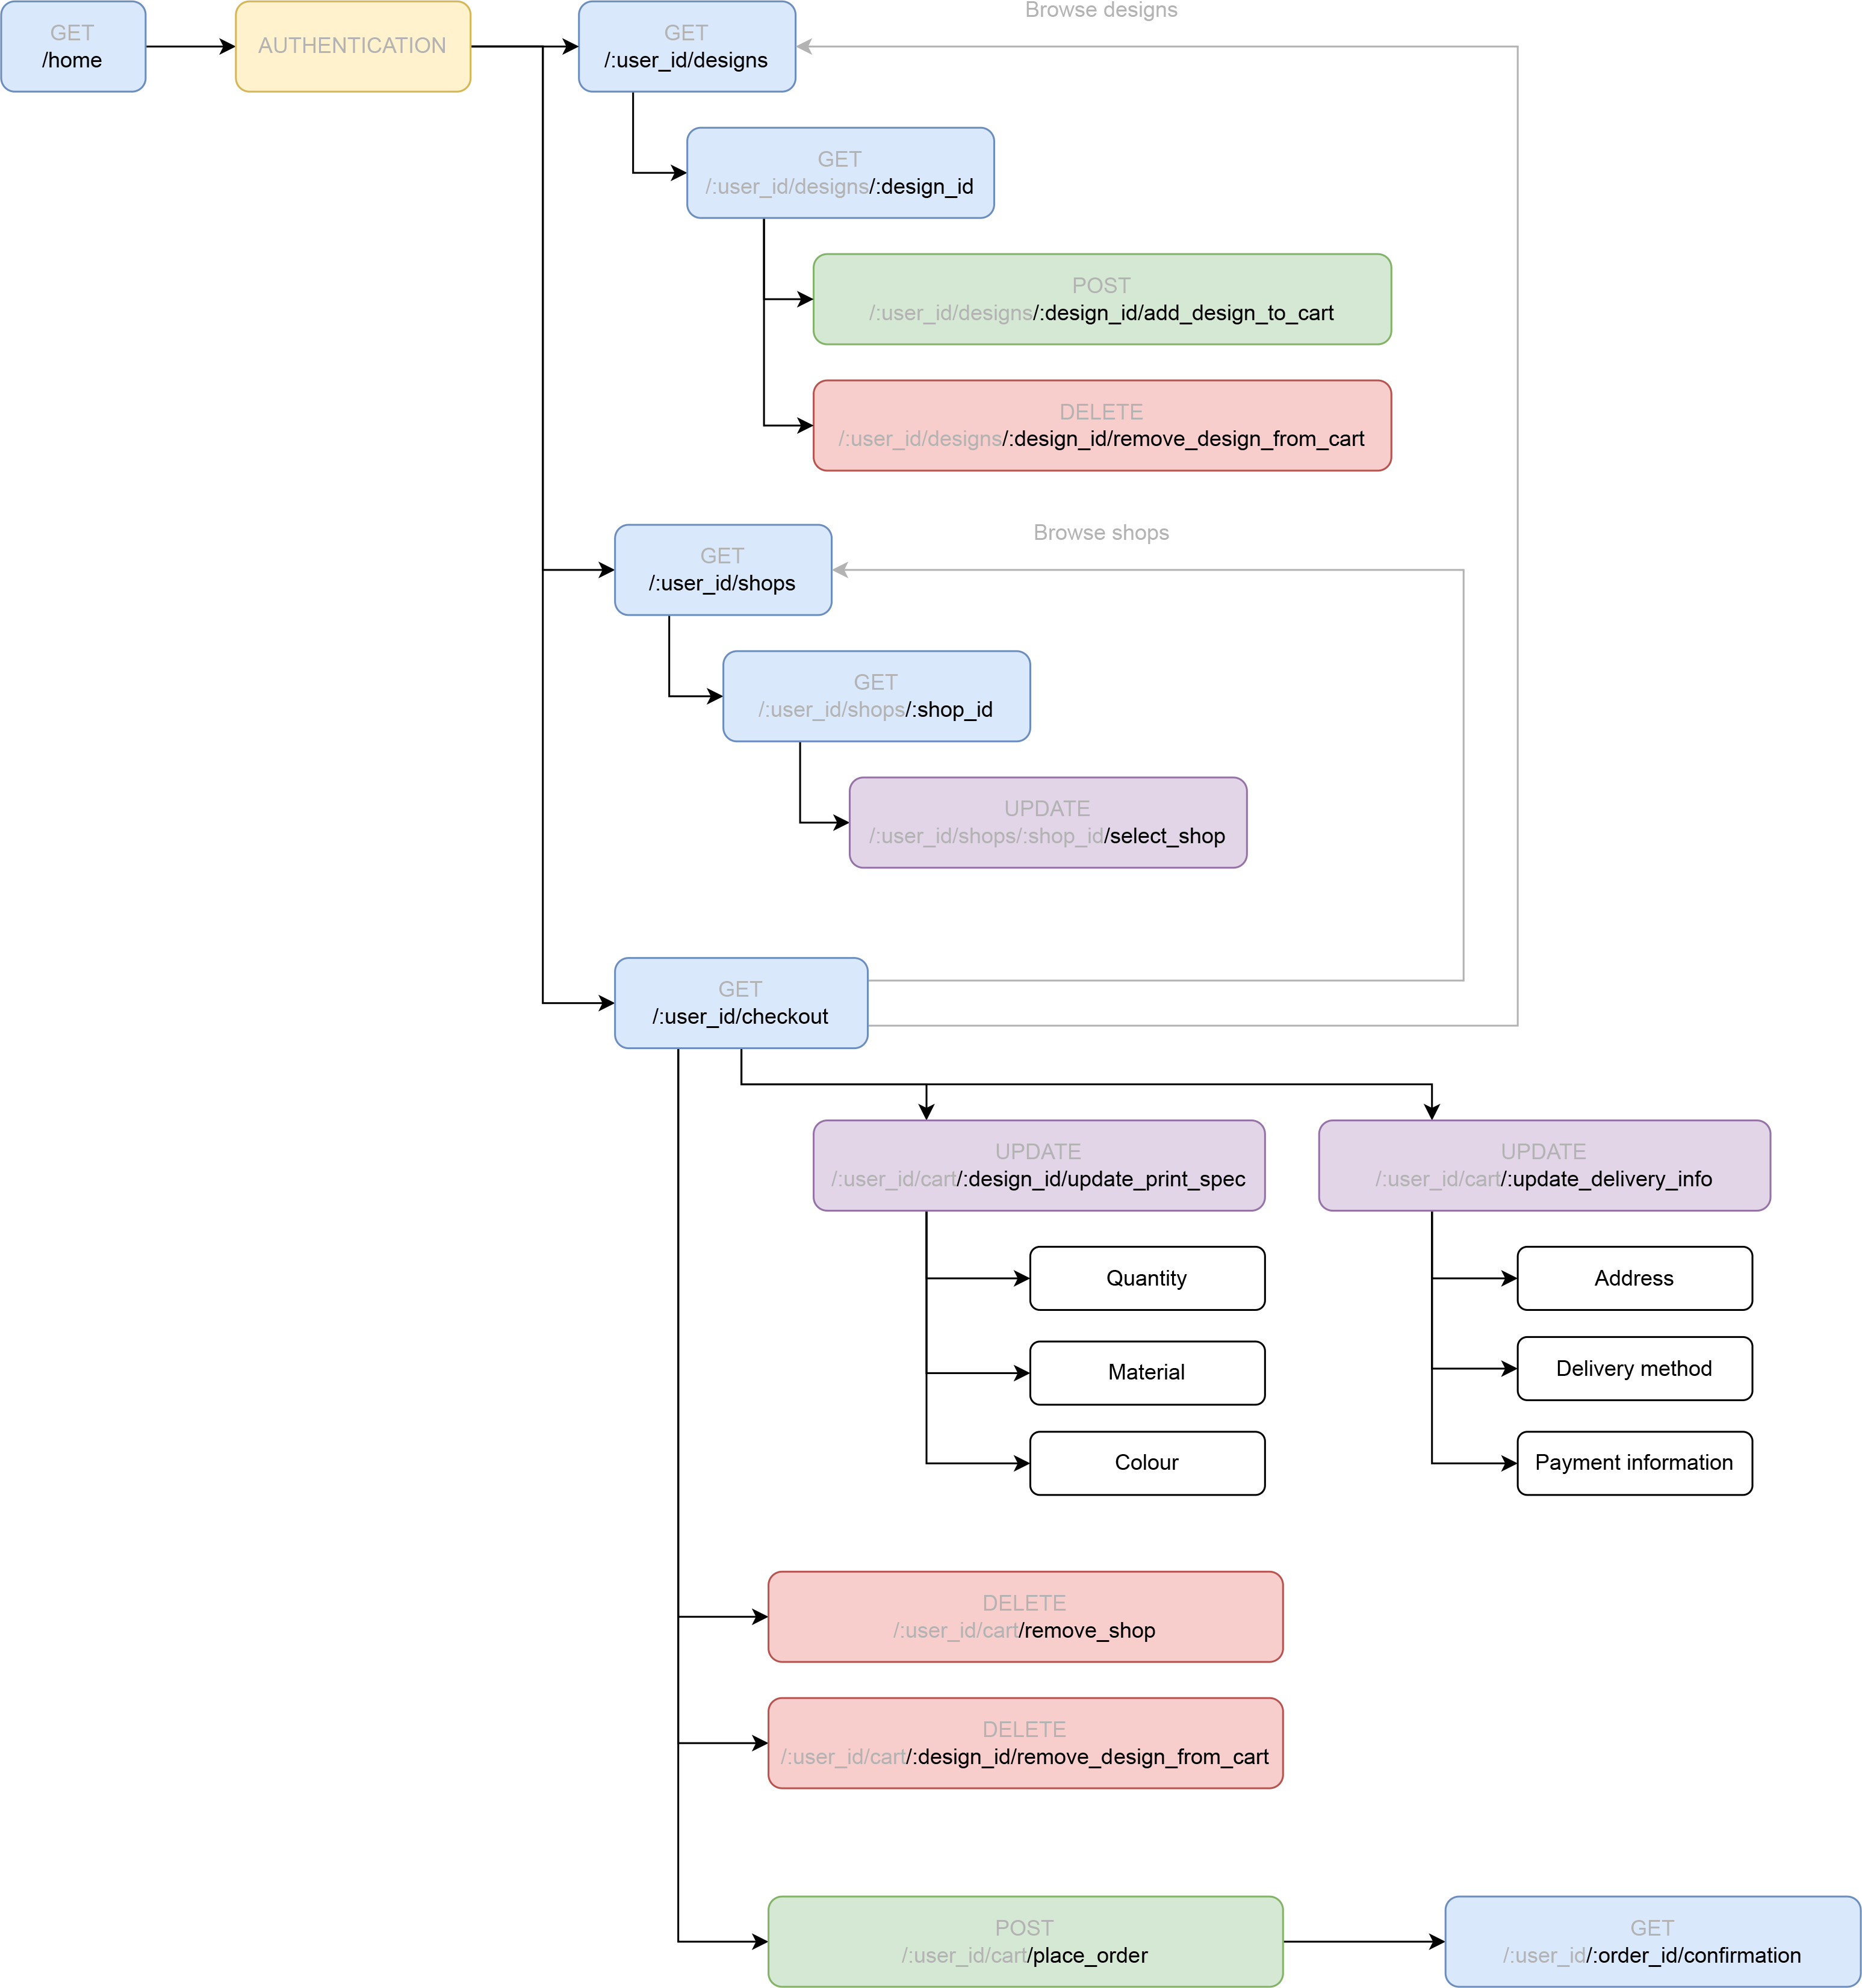 Browse designs
GET
/home
AUTHENTICATION
GET
/:user_id/designs
GET
/:user_id/designs/:design_id
POST
/:user_id/designs/:design_id/add_design_to_cart
DELETE
/:user_id/designs/:design_id/remove_design_from_cart
Browse shops
GET
/:user_id/shops
GET
/:user_id/shops/:shop_id
UPDATE
/:user_id/shops/:shop_id/select_shop
GET
/:user_id/checkout
UPDATE
/:user_id/cart/:design_id/update_print_spec
UPDATE
/:user_id/cart/:update_delivery_info
Quantity
Address
Material
Delivery method
Colour
Payment information
DELETE
/:user_id/cart/remove_shop
DELETE
/:user_id/cart/:design_id/remove_design_from_cart
POST
/:user_id/cart/place_order
GET
/:user_id/:order_id/confirmation